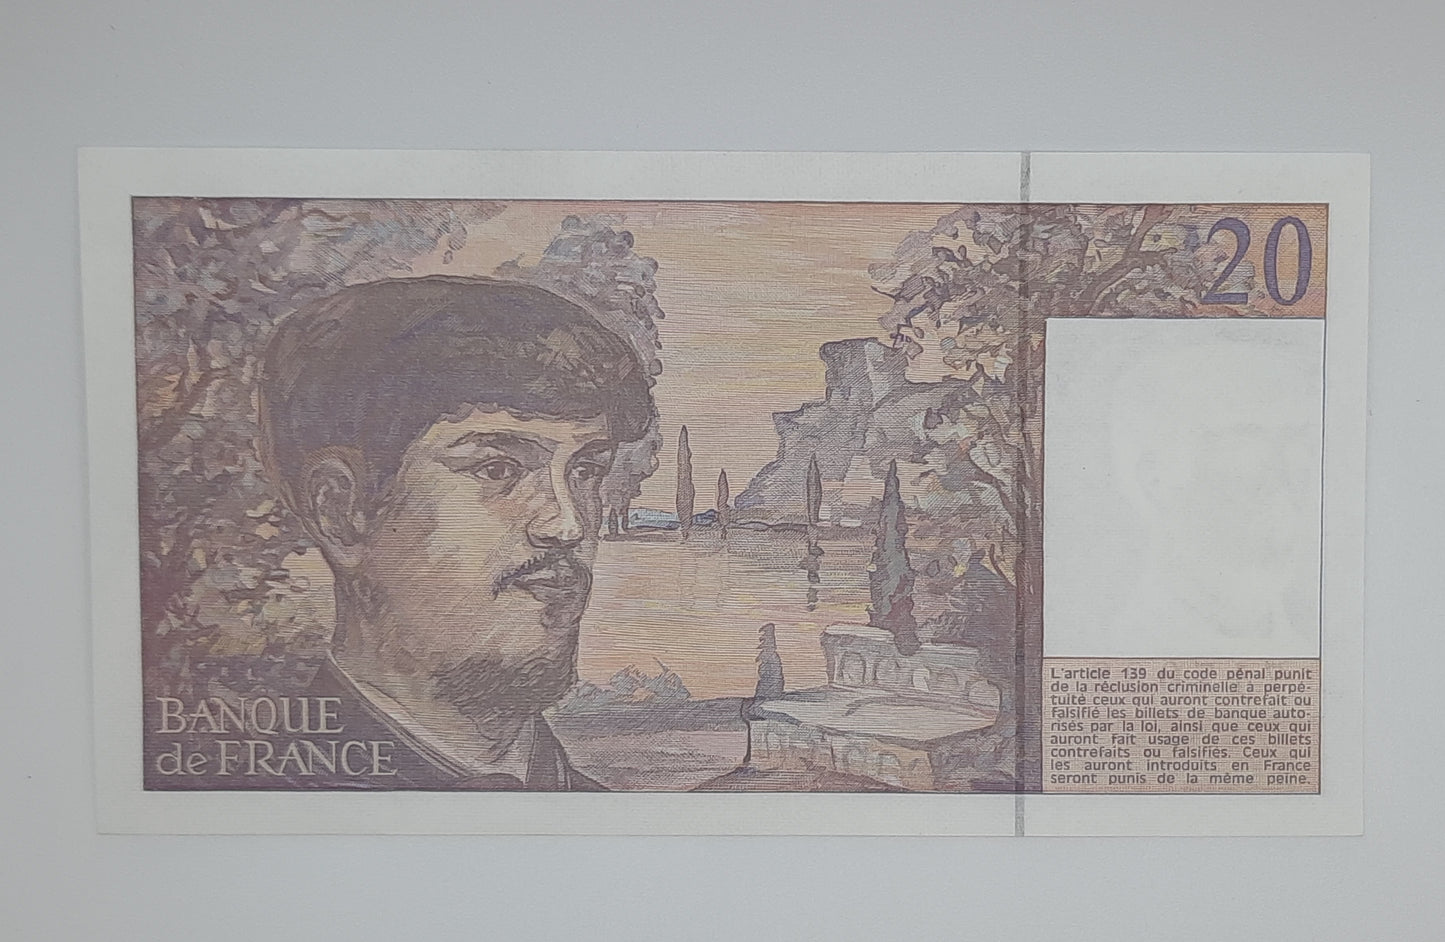 20
BANQUE
de FRANCE
L'article 139 du code pénal punit
de la réclusion criminelle à perpé-
tuité ceux qui auront contrefait ou
falsifié les billets de banque auto-
risés par la loi, ainsi que ceux qui
auront fait usage de ces billets
contrefaits ou falsifiés. Ceux qui
les auront introduits en France
seront punis de la même peine.